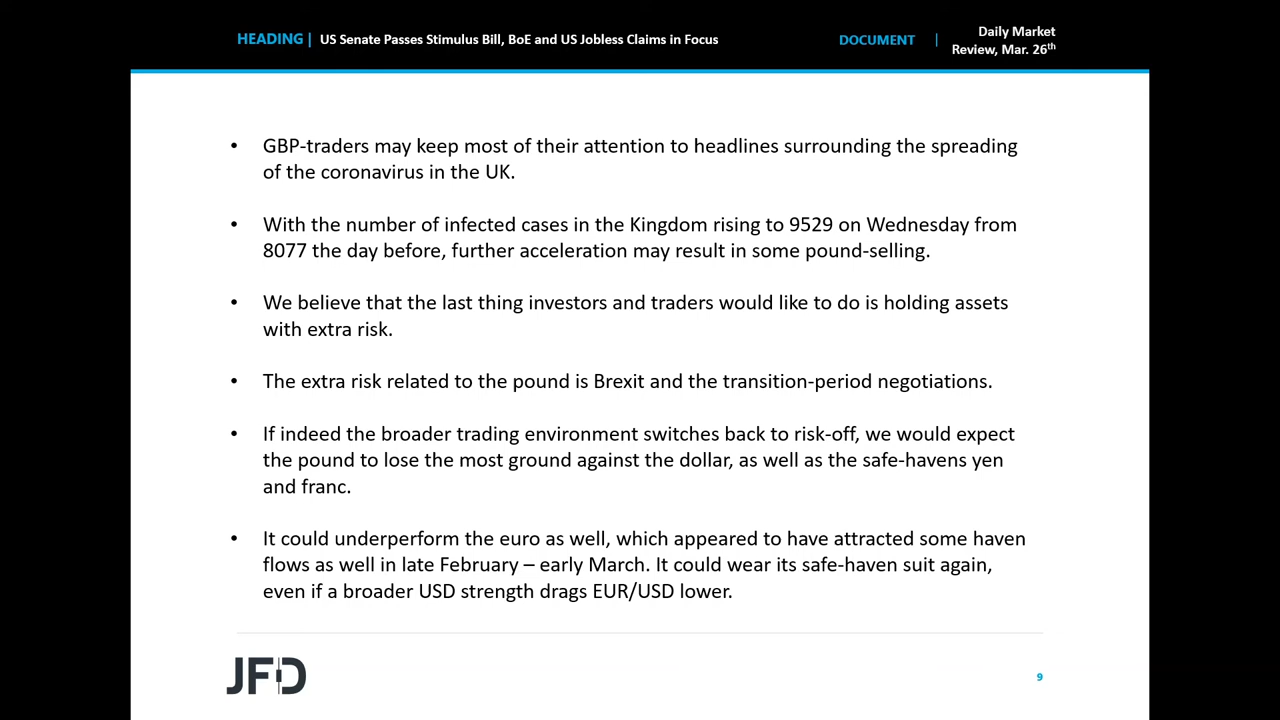 HEADING | US Senate Passes Stimulus Bill, BoE and US Jobless Claims in Focus
DOCUMENT | Daily Market
Review, Mar. 26th
• GBP-traders may keep most of their attention to headlines surrounding the spreading
of the coronavirus in the UK.
• With the number of infected cases in the Kingdom rising to 9529 on Wednesday from
8077 the day before, further acceleration may result in some pound-selling.
• We believe that the last thing investors and traders would like to do is holding assets
with extra risk.
• The extra risk related to the pound is Brexit and the transition-period negotiations.
• If indeed the broader trading environment switches back to risk-off, we would expect
the pound to lose the most ground against the dollar, as well as the safe-havens yen
and franc.
• It could underperform the euro as well, which appeared to have attracted some haven
flows as well in late February – early March. It could wear its safe-haven suit again,
even if a broader USD strength drags EUR/USD lower.
JFD
9